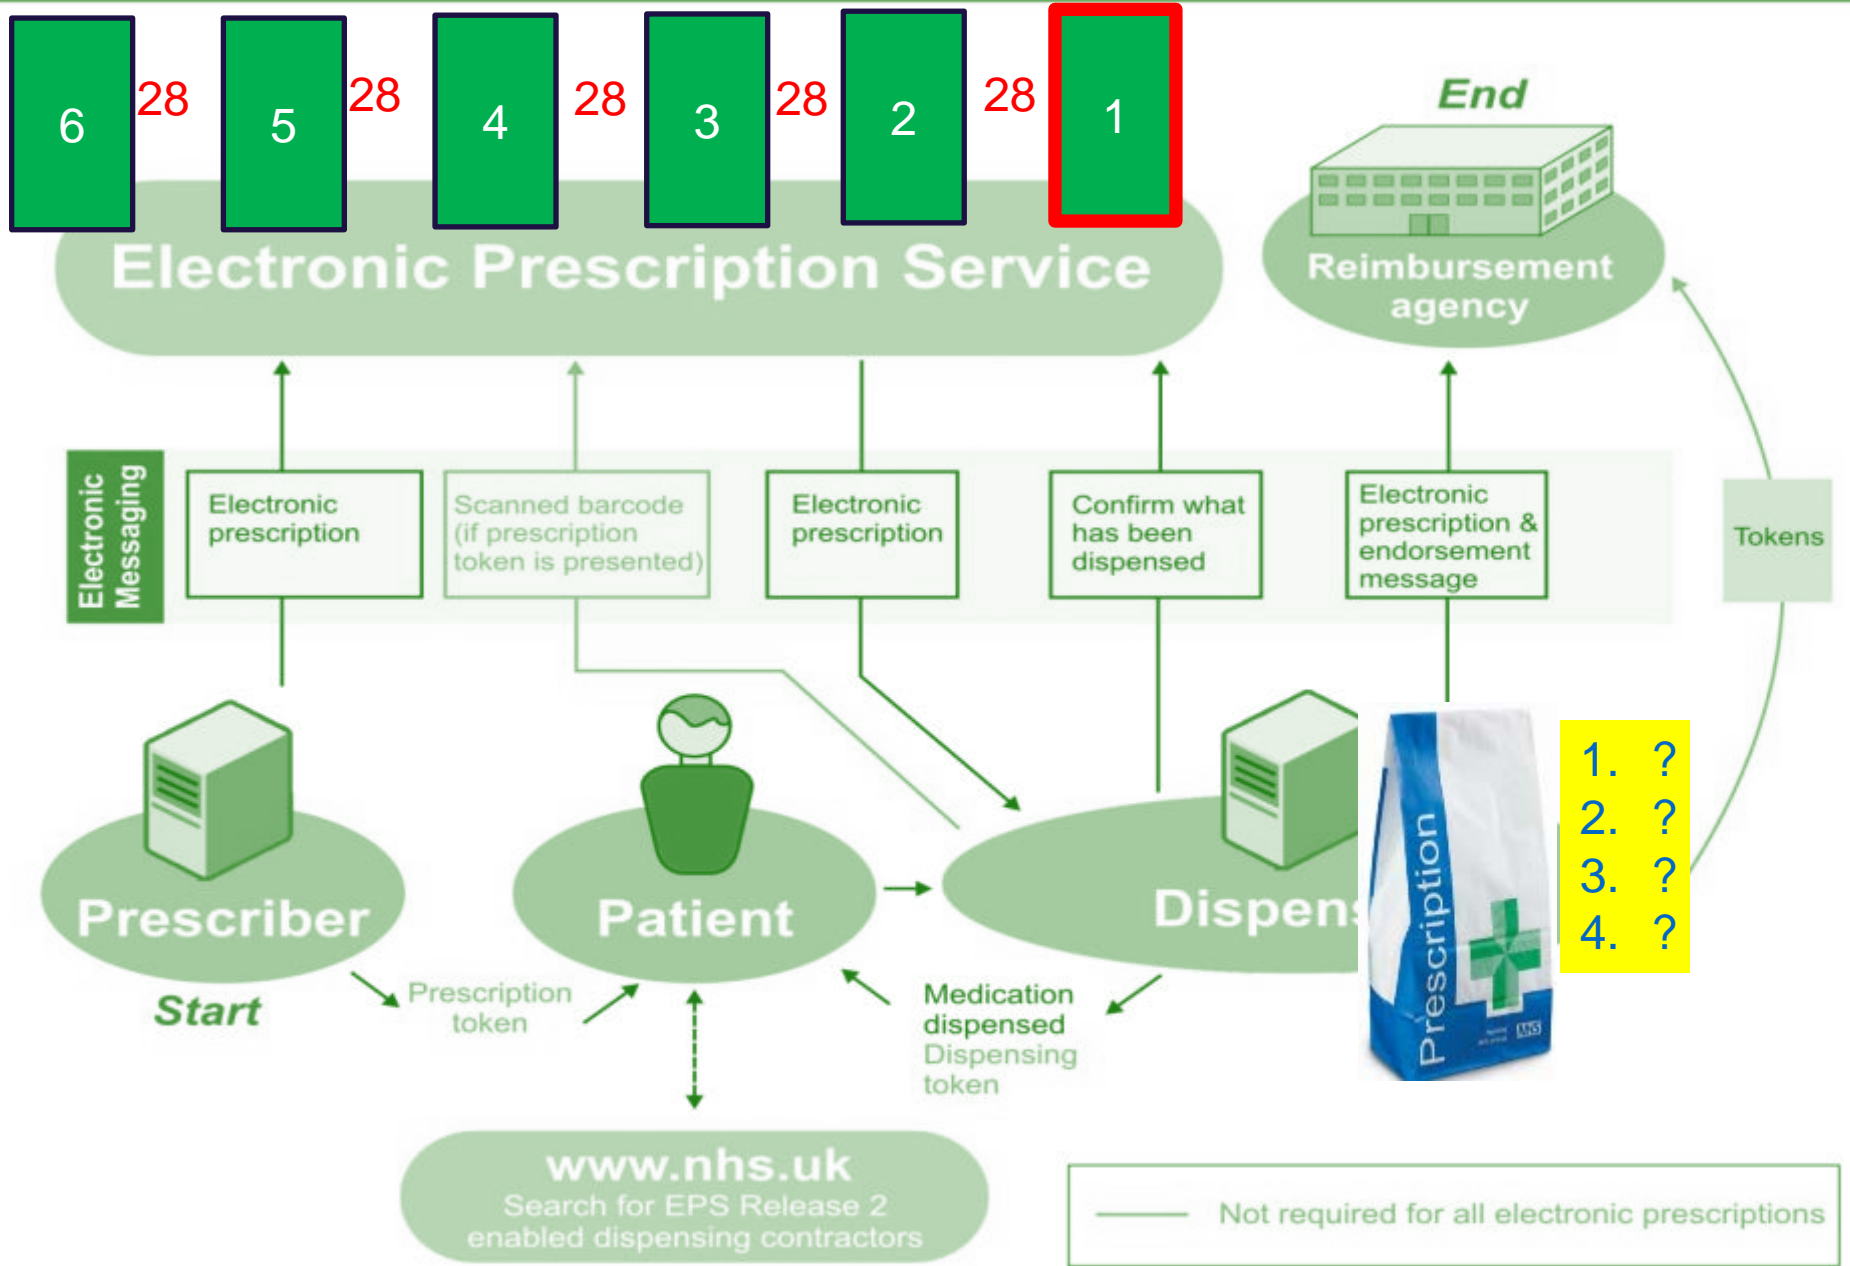 6
28
5
28
4
28
3
28
2
28
1
End
Electronic Prescription Service
Reimbursement
agency
Electronic
Messaging
Electronic
prescription
Scanned barcode
(if prescription
token is presented)
Electronic
prescription
Confirm what
has been
dispensed
Electronic
prescription &
endorsement
message
Tokens
Prescriber
Start
Patient
Dispens
Prescription
NHS
1. ?
2. ?
3. ?
4. ?
Prescription
token
Medication
dispensed
Dispensing
token
www.nhs.uk
Search for EPS Release 2
enabled dispensing contractors
Not required for all electronic prescriptions